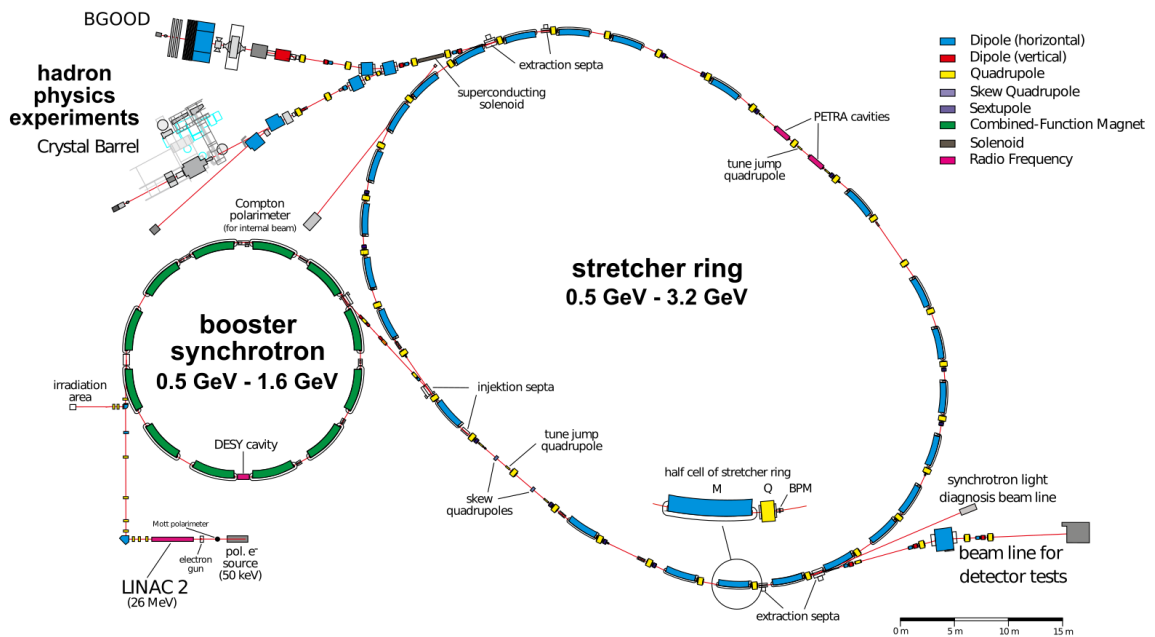 BGOOD
hadron
physics
experiments
Crystal Barrel
extraction septa
superconducting
solenoid
Dipole (horizontal)
Dipole (vertical)
Quadrupole
Skew Quadrupole
Sextupole
Combined-Function Magnet
Solenoid
Radio Frequency
PETRA cavities
tune jump
quadrupole
Compton
polarimeter
(for internal beam)
stretcher ring
0.5 GeV - 3.2 GeV
booster
synchrotron
0.5 GeV - 1.6 GeV
irradiation
area
injektion septa
DESY cavity
tune jump
quadrupole
skew
quadrupoles
half cell of stretcher ring
M
Q
BPM
synchrotron light
diagnosis beam line
Mott polarimeter
electron
gun
pol. e⁻
source
(50 keV)
LINAC 2
(26 MeV)
beam line for
detector tests
extraction septa
0 m
5 m
10 m
15 m